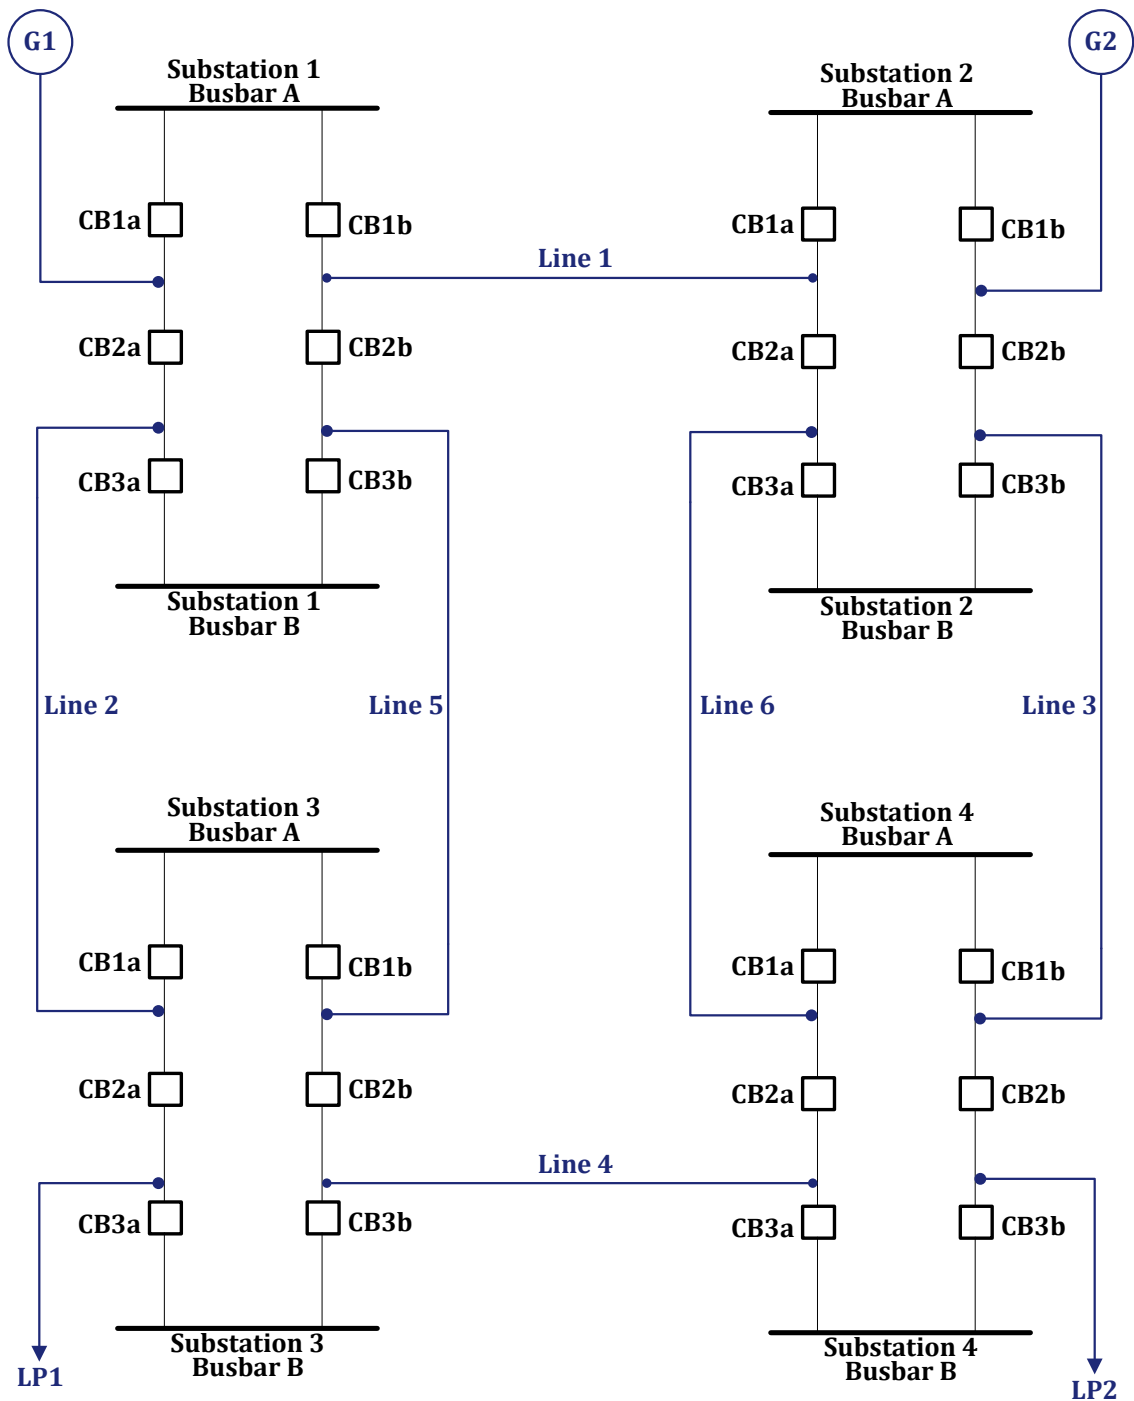 G1
G2
Substation 1
Busbar A
Substation 2
Busbar A
CB1a
CB1b
CB1a
CB1b
Line 1
CB2a
CB2b
CB2a
CB2b
CB3a
CB3b
CB3a
CB3b
Substation 1
Busbar B
Substation 2
Busbar B
Line 2
Line 5
Line 6
Line 3
Substation 3
Busbar A
Substation 4
Busbar A
CB1a
CB1b
CB1a
CB1b
CB2a
CB2b
CB2a
CB2b
Line 4
CB3a
CB3b
CB3a
CB3b
Substation 3
Busbar B
Substation 4
Busbar B
LP1
LP2